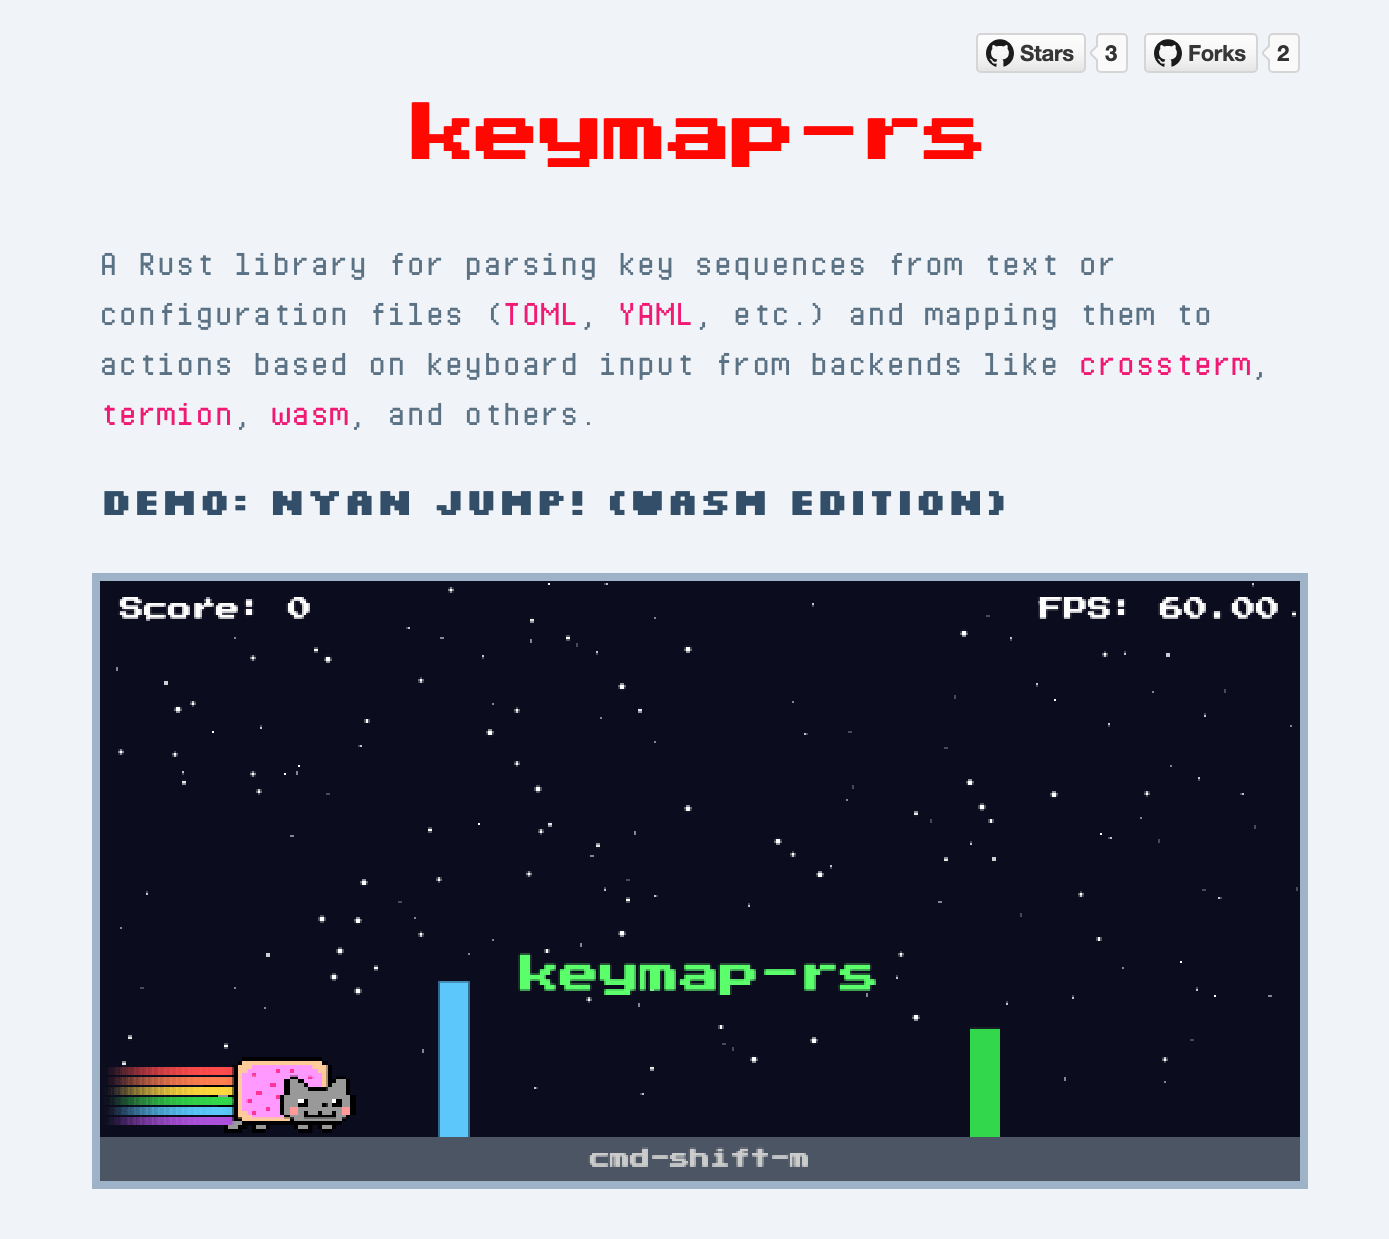 Stars 3 Forks 2
keymap-rs
A Rust library for parsing key sequences from text or
configuration files (TOML, YAML, etc.) and mapping them to
actions based on keyboard input from backends like crossterm,
termion, wasm, and others.
DEMO: NYAN JUMP! (WASM EDITION)
Score: 0 FPS: 60.00
keymap-rs
cmd-shift-m